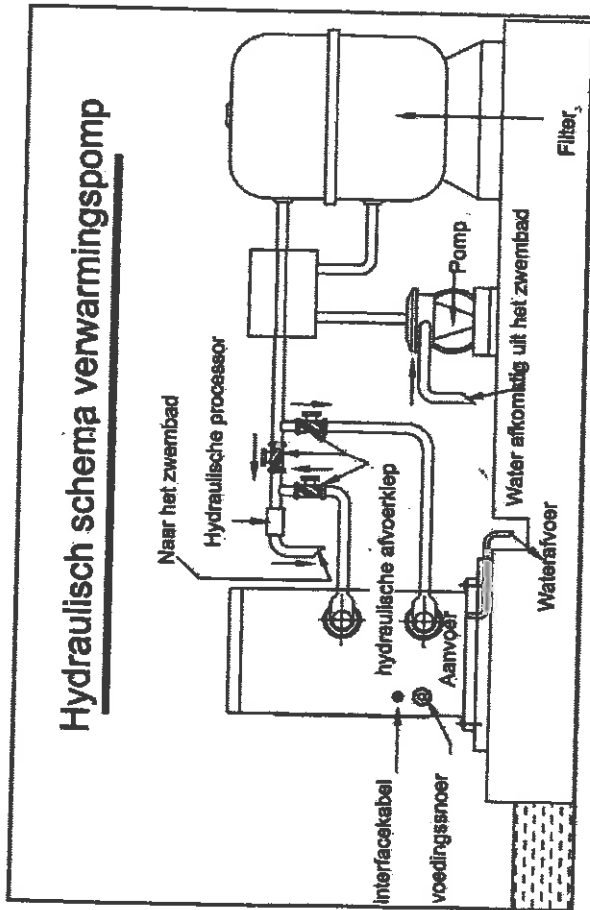 Hydraulisch schema verwarmingspomp
Naar het zwembad
Hydraulische processor
hydraulische afvoerklep
Aanvoer
Interfacekabel
voedingssnoer
Waterafvoer
Water afkomstig uit het zwembad
Pomp
Filter